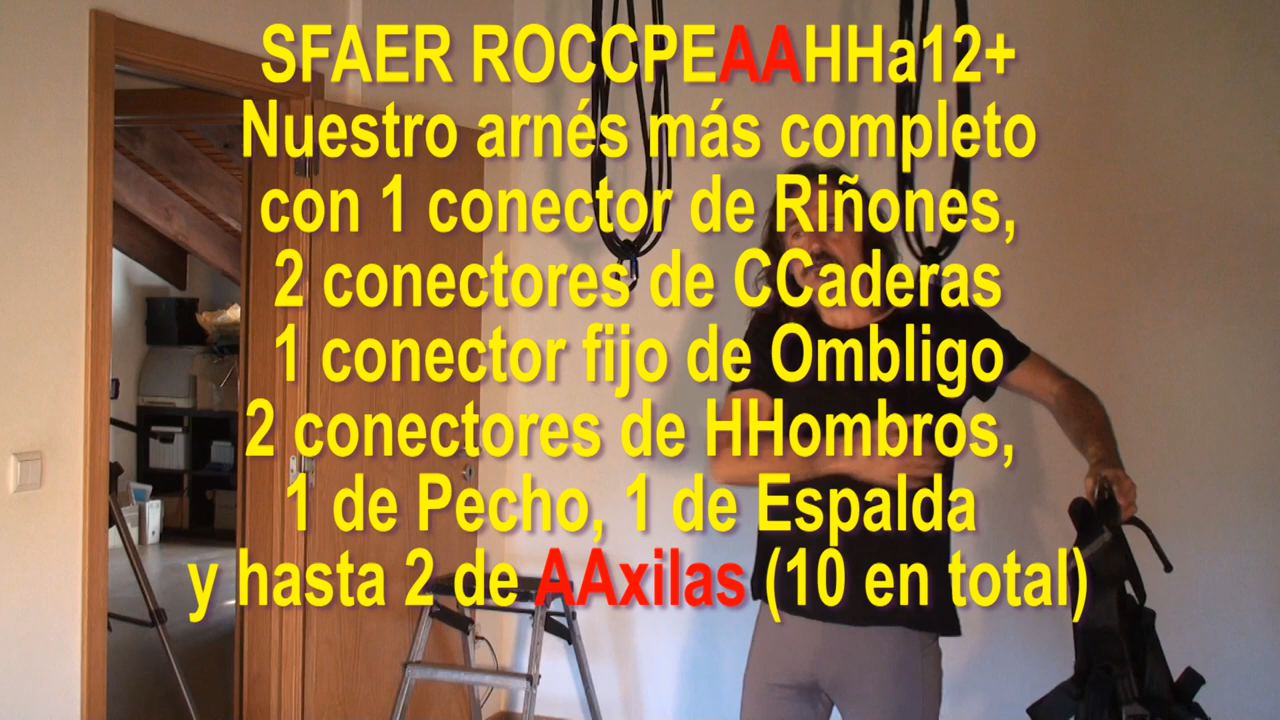 SFAER ROCCPEAAHHa12+
Nuestro arnés más completo
con 1 conector de Riñones,
2 conectores de CCaderas
1 conector fijo de Ombligo
2 conectores de HHombros,
1 de Pecho, 1 de Espalda
y hasta 2 de AAxilas (10 en total)